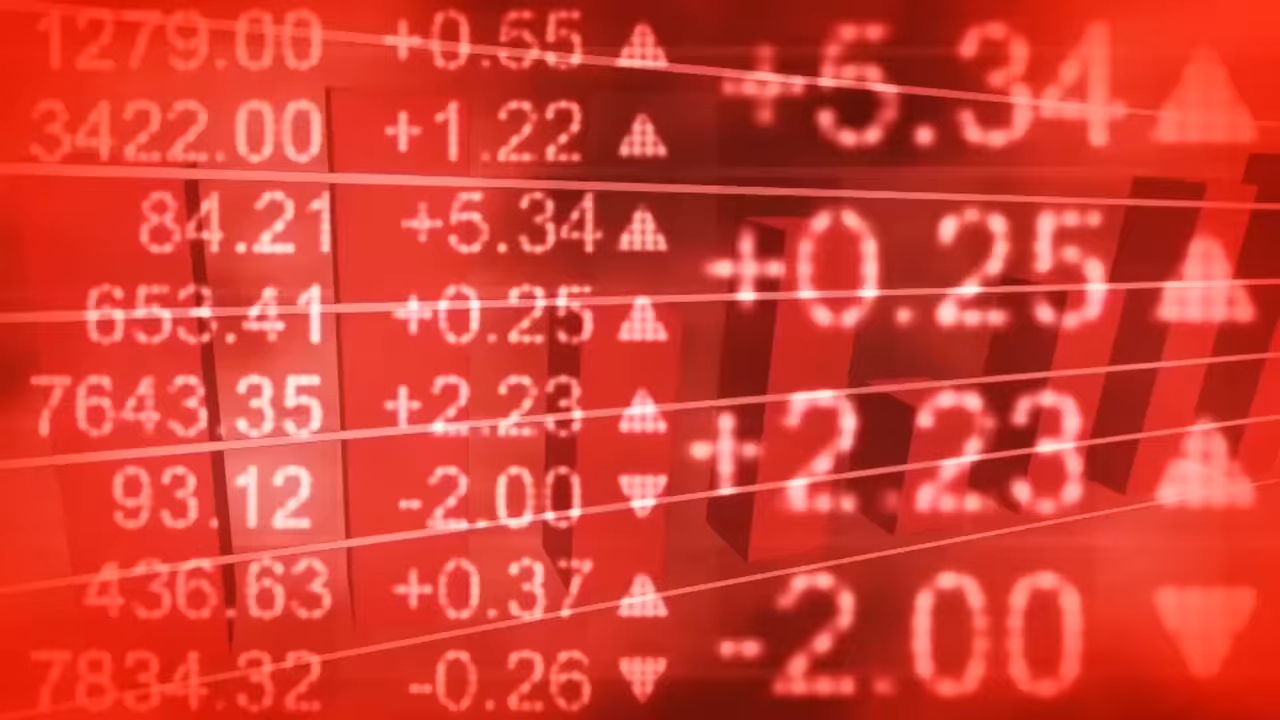 1279.00 +0.55 ▲
3422.00 +1.22 ▲
84.21 +5.34 ▲
653.41 +0.25 ▲
7643.35 +2.23 ▲
93.12 -2.00 ▼
436.63 +0.37 ▲
7834.32 -0.26 ▼
+5.34 ▲
+0.25 ▲
+2.23 ▲
-2.00 ▼